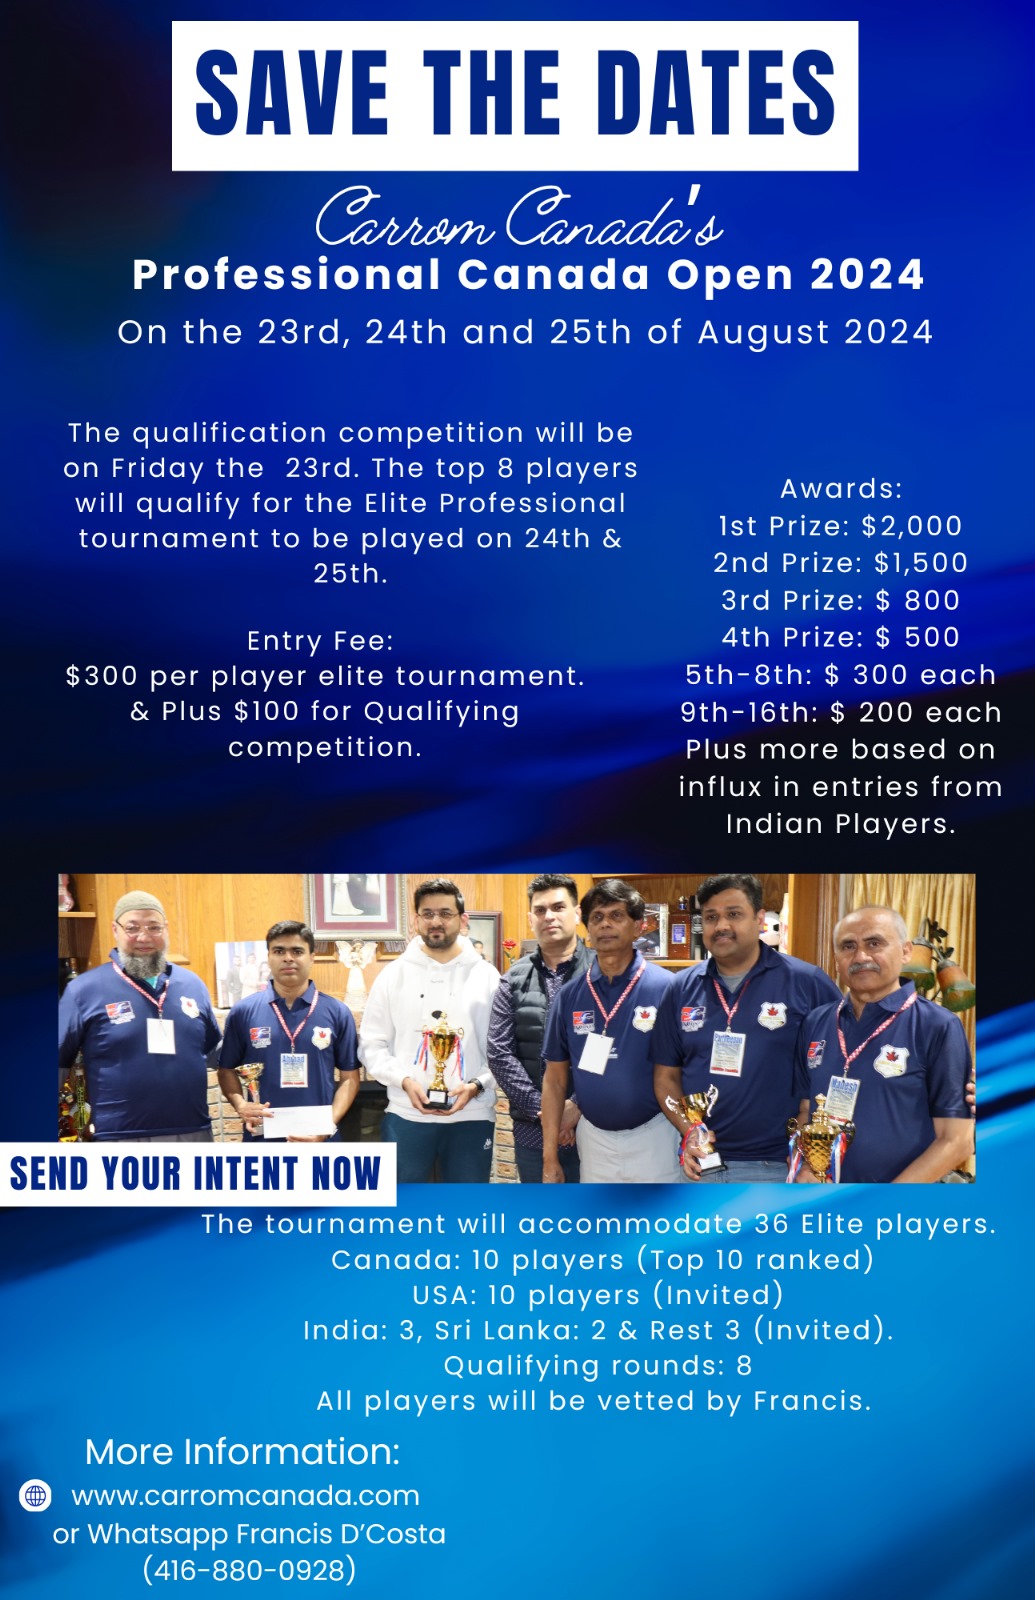 SAVE THE DATES
Carrom Canada's
Professional Canada Open 2024
On the 23rd, 24th and 25th of August 2024
The qualification competition will be
on Friday the 23rd. The top 8 players
will qualify for the Elite Professional
tournament to be played on 24th &
25th.
Entry Fee:
$300 per player elite tournament.
& Plus $100 for Qualifying
competition.
Awards:
1st Prize: $2,000
2nd Prize: $1,500
3rd Prize: $ 800
4th Prize: $ 500
5th-8th: $ 300 each
9th-16th: $ 200 each
Plus more based on
influx in entries from
Indian Players.
Mahesh
SEND YOUR INTENT NOW
The tournament will accommodate 36 Elite players.
Canada: 10 players (Top 10 ranked)
USA: 10 players (Invited)
India: 3, Sri Lanka: 2 & Rest 3 (Invited).
Qualifying rounds: 8
All players will be vetted by Francis.
More Information:
www.carromcanada.com
or Whatsapp Francis D'Costa
(416-880-0928)